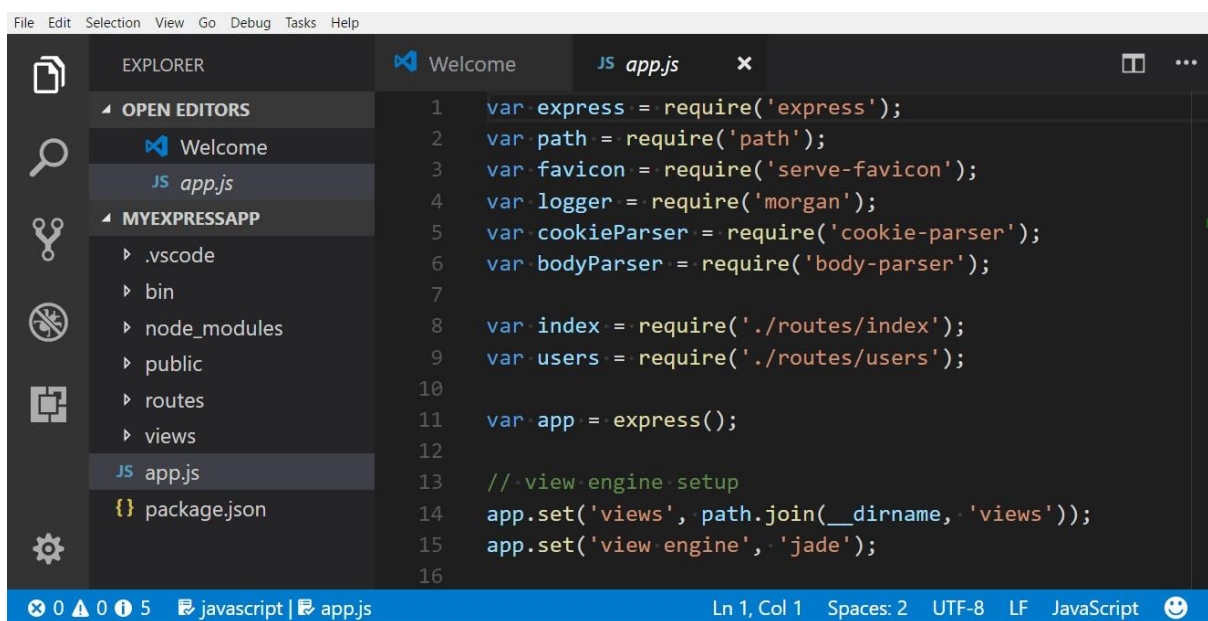 File Edit Selection View Go Debug Tasks Help
EXPLORER
OPEN EDITORS
Welcome
JS app.js
MYEXPRESSAPP
.vscode
bin
node_modules
public
routes
views
JS app.js
{} package.json
Welcome JS app.js
1 var express = require('express');
2 var path = require('path');
3 var favicon = require('serve-favicon');
4 var logger = require('morgan');
5 var cookieParser = require('cookie-parser');
6 var bodyParser = require('body-parser');
7
8 var index = require('./routes/index');
9 var users = require('./routes/users');
10
11 var app = express();
12
13 // view engine setup
14 app.set('views', path.join(__dirname, 'views'));
15 app.set('view engine', 'jade');
16
0 0 5 javascript | app.js Ln 1, Col 1 Spaces: 2 UTF-8 LF JavaScript